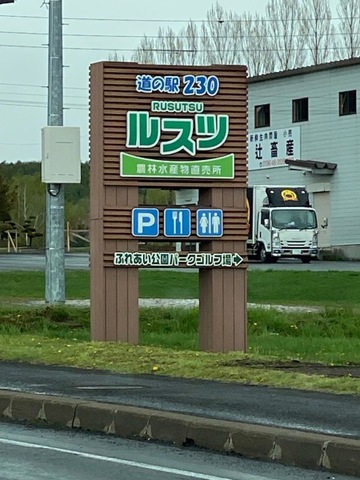 道の駅 230
RUSUTSU
ルスツ
農林水産物直売所
P
ふれあい公園パークゴルフ場→
辻畜産